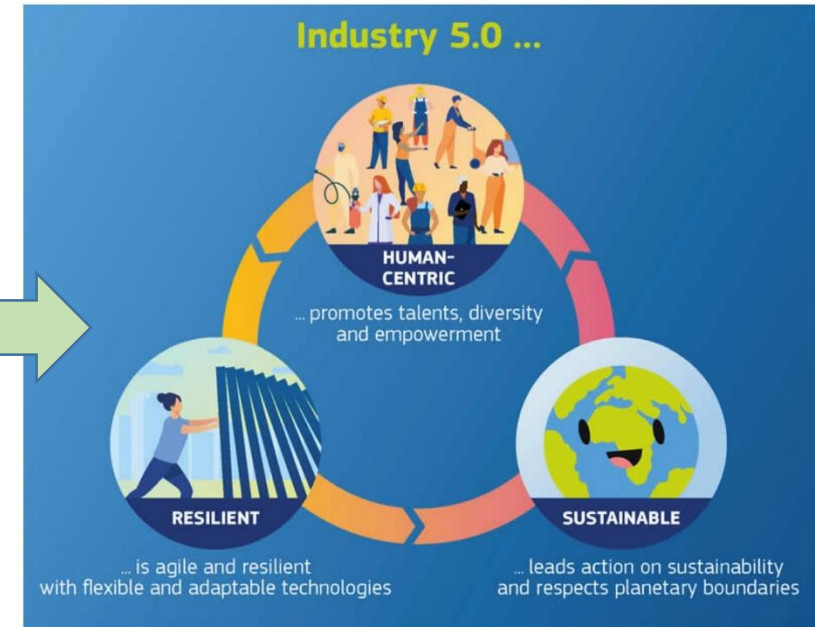 Industry 5.0 ...
HUMAN-
CENTRIC
... promotes talents, diversity
and empowerment
RESILIENT
... is agile and resilient
with flexible and adaptable technologies
SUSTAINABLE
... leads action on sustainability
and respects planetary boundaries